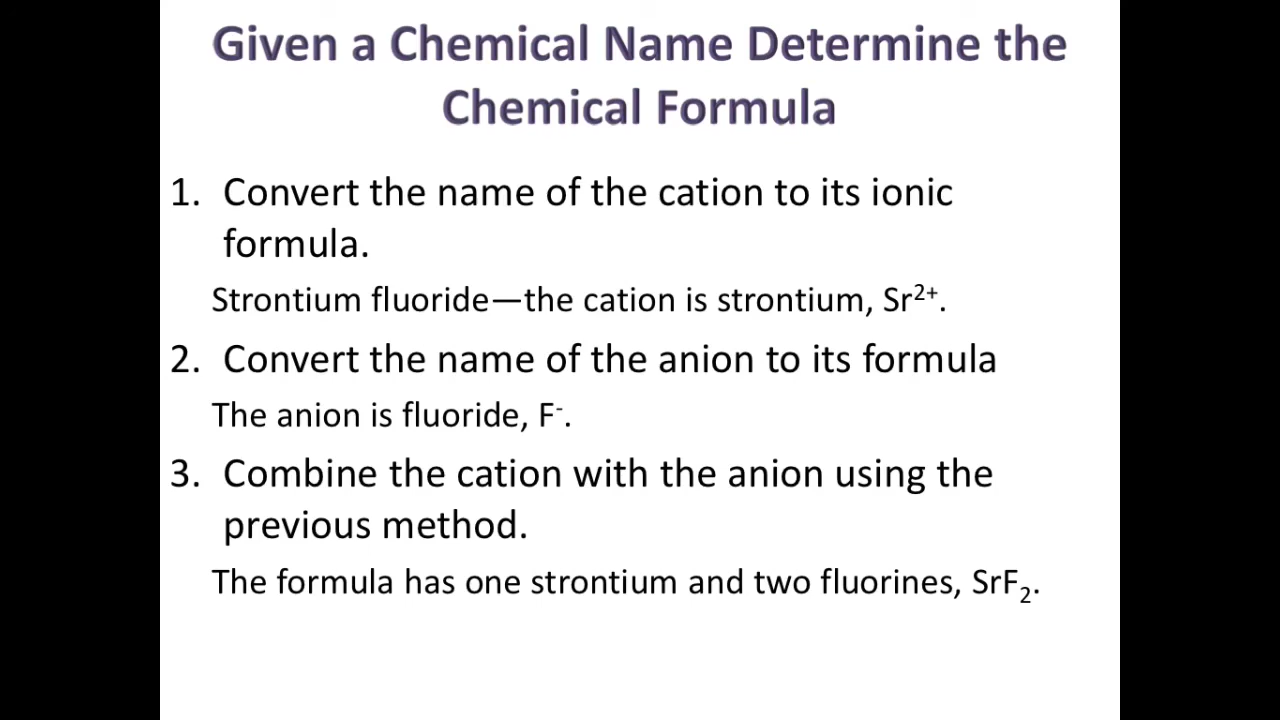 Given a Chemical Name Determine the
Chemical Formula
1. Convert the name of the cation to its ionic
formula.
Strontium fluoride—the cation is strontium, Sr²⁺.
2. Convert the name of the anion to its formula
The anion is fluoride, F⁻.
3. Combine the cation with the anion using the
previous method.
The formula has one strontium and two fluorines, SrF₂.